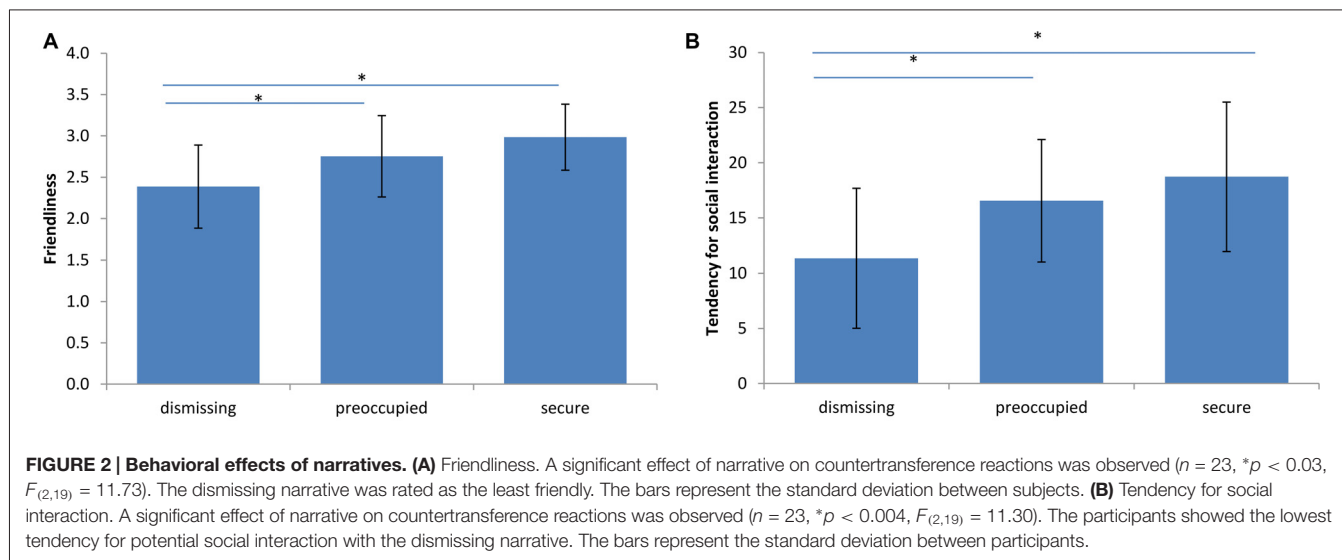 A
4.0
3.5
3.0
2.5
2.0
1.5
1.0
0.5
0.0
Friendliness
*
*
dismissing preoccupied secure
B
30
25
20
15
10
5
0
Tendency for social interaction
*
*
dismissing preoccupied secure
FIGURE 2 | Behavioral effects of narratives. (A) Friendliness. A significant effect of narrative on countertransference reactions was observed (n = 23, *p < 0.03,
F(2,19) = 11.73). The dismissing narrative was rated as the least friendly. The bars represent the standard deviation between subjects. (B) Tendency for social
interaction. A significant effect of narrative on countertransference reactions was observed (n = 23, *p < 0.004, F(2,19) = 11.30). The participants showed the lowest
tendency for potential social interaction with the dismissing narrative. The bars represent the standard deviation between participants.